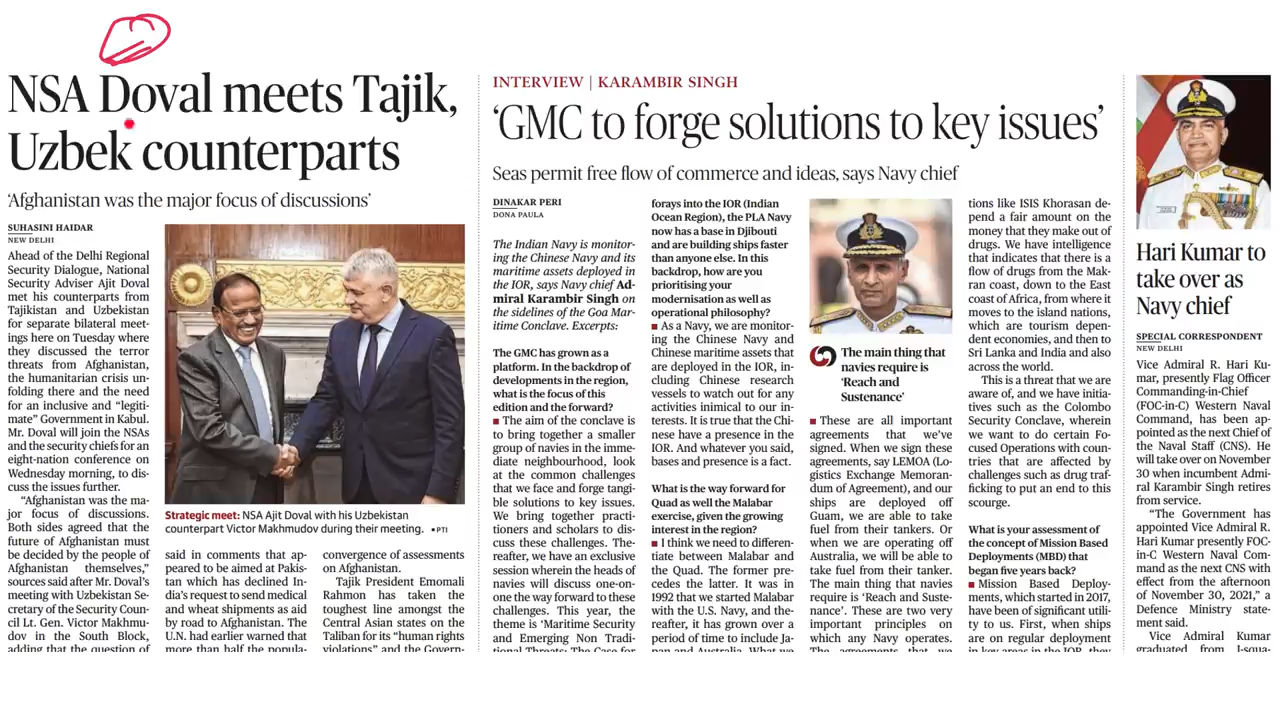 NSA Doval meets Tajik,
Uzbek counterparts
‘Afghanistan was the major focus of discussions’
SUHASINI HAIDAR
NEW DELHI
Ahead of the Delhi Regional
Security Dialogue, National
Security Adviser Ajit Doval
met his counterparts from
Tajikistan and Uzbekistan
for separate bilateral meet-
ings here on Tuesday where
they discussed the terror
threats from Afghanistan,
the humanitarian crisis un-
folding there and the need
for an inclusive and “legiti-
mate” Government in Kabul.
Mr. Doval will join the NSAs
and the security chiefs for an
eight-nation conference on
Wednesday morning, to dis-
cuss the issues further.
“Afghanistan was the ma-
jor focus of discussions.
Both sides agreed that the
future of Afghanistan must
be decided by the people of
Afghanistan themselves,”
sources said after Mr. Doval’s
meeting with Uzbekistan Se-
cretary of the Security Coun-
cil Lt. Gen. Victor Makhmu-
dov in the South Block,
adding that the question of
Strategic meet: NSA Ajit Doval with his Uzbekistan
counterpart Victor Makhmudov during their meeting. ▪PTI
said in comments that ap-
peared to be aimed at Pakis-
tan which has declined In-
dia’s request to send medical
and wheat shipments as aid
by road to Afghanistan. The
U.N. had earlier warned that
more than half the popula-
convergence of assessments
on Afghanistan.
Tajik President Emomali
Rahmon has taken the
toughest line amongst the
Central Asian states on the
Taliban for its “human rights
violations” and the Govern-
INTERVIEW | KARAMBIR SINGH
‘GMC to forge solutions to key issues’
Seas permit free flow of commerce and ideas, says Navy chief
DINAKAR PERI
DONA PAULA
The Indian Navy is monitor-
ing the Chinese Navy and its
maritime assets deployed in
the IOR, says Navy chief Ad-
miral Karambir Singh on
the sidelines of the Goa Mar-
itime Conclave. Excerpts:
The GMC has grown as a
platform. In the backdrop of
developments in the region,
what is the focus of this
edition and the forward?
■ The aim of the conclave is
to bring together a smaller
group of navies in the imme-
diate neighbourhood, look
at the common challenges
that we face and forge tangi-
ble solutions to key issues.
We bring together practi-
tioners and scholars to dis-
cuss these challenges. The-
reafter, we have an exclusive
session wherein the heads of
navies will discuss one-on-
one the way forward to these
challenges. This year, the
theme is ‘Maritime Security
and Emerging Non Tradi-
tional Threats: The Case for
forays into the IOR (Indian
Ocean Region), the PLA Navy
now has a base in Djibouti
and are building ships faster
than anyone else. In this
backdrop, how are you
prioritising your
modernisation as well as
operational philosophy?
■ As a Navy, we are monitor-
ing the Chinese Navy and
Chinese maritime assets that
are deployed in the IOR, in-
cluding Chinese research
vessels to watch out for any
activities inimical to our in-
terests. It is true that the Chi-
nese have a presence in the
IOR. And whatever you said,
bases and presence is a fact.
What is the way forward for
Quad as well the Malabar
exercise, given the growing
interest in the region?
■ I think we need to differen-
tiate between Malabar and
the Quad. The former pre-
cedes the latter. It was in
1992 that we started Malabar
with the U.S. Navy, and the-
reafter, it has grown over a
period of time to include Ja-
pan and Australia. What we
The main thing that
navies require is
‘Reach and
Sustenance’
■ These are all important
agreements that we’ve
signed. When we sign these
agreements, say LEMOA (Lo-
gistics Exchange Memoran-
dum of Agreement), and our
ships are deployed off
Guam, we are able to take
fuel from their tankers. Or
when we are operating off
Australia, we will be able to
take fuel from their tanker.
The main thing that navies
require is ‘Reach and Suste-
nance’. These are two very
important principles on
which any Navy operates.
The agreements that we
tions like ISIS Khorasan de-
pend a fair amount on the
money that they make out of
drugs. We have intelligence
that indicates that there is a
flow of drugs from the Mak-
ran coast, down to the East
coast of Africa, from where it
moves to the island nations,
which are tourism depen-
dent economies, and then to
Sri Lanka and India and also
across the world.
This is a threat that we are
aware of, and we have initia-
tives such as the Colombo
Security Conclave, wherein
we want to do certain Fo-
cused Operations with coun-
tries that are affected by
challenges such as drug traf-
ficking to put an end to this
scourge.
What is your assessment of
the concept of Mission Based
Deployments (MBD) that
began five years back?
■ Mission Based Deploy-
ments, which started in 2017,
have been of significant utili-
ty to us. First, when ships
are on regular deployment
in key areas in the IOR, they
Hari Kumar to
take over as
Navy chief
SPECIAL CORRESPONDENT
NEW DELHI
Vice Admiral R. Hari Ku-
mar, presently Flag Officer
Commanding-in-Chief
(FOC-in-C) Western Naval
Command, has been ap-
pointed as the next Chief of
the Naval Staff (CNS). He
will take over on November
30 when incumbent Admi-
ral Karambir Singh retires
from service.
“The Government has
appointed Vice Admiral R.
Hari Kumar presently FOC-
in-C Western Naval Com-
mand as the next CNS with
effect from the afternoon
of November 30, 2021,” a
Defence Ministry state-
ment said.
Vice Admiral Kumar
graduated from J-squa-